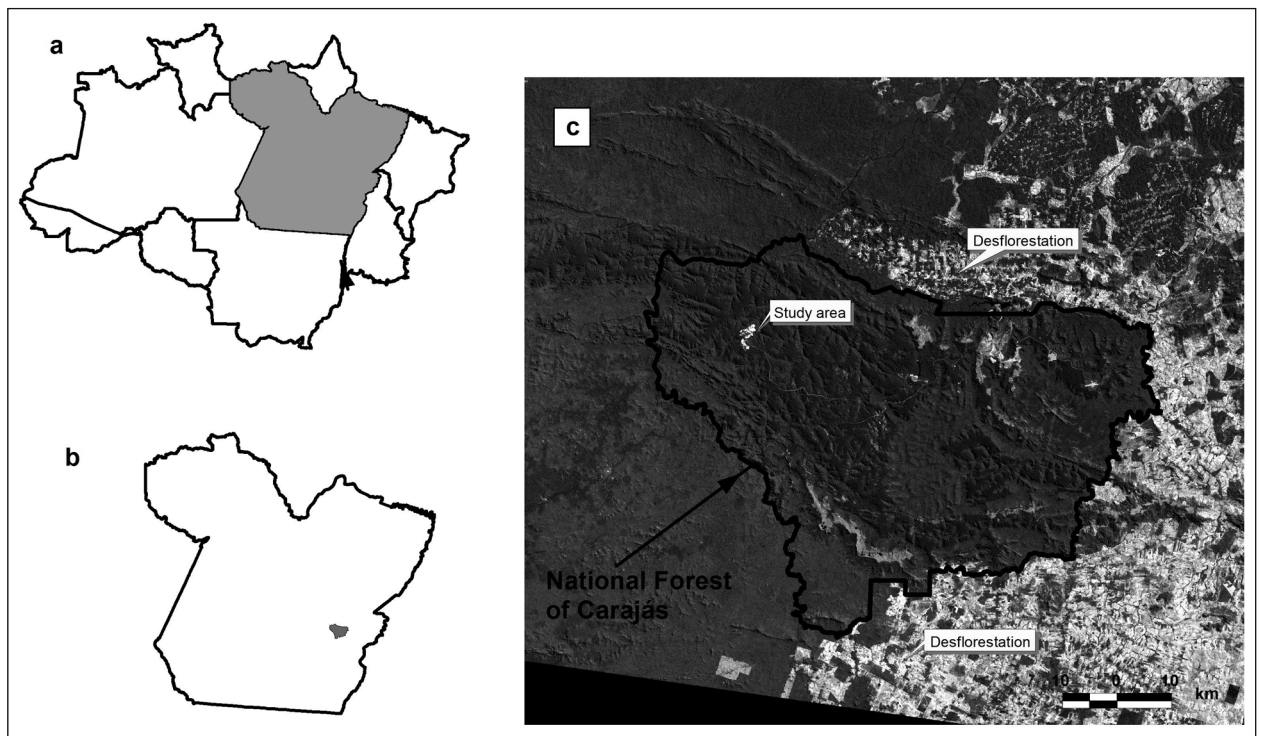 a
b
c
Desflorestation
Study area
National Forest
of Carajás
Desflorestation
10 0 10
km